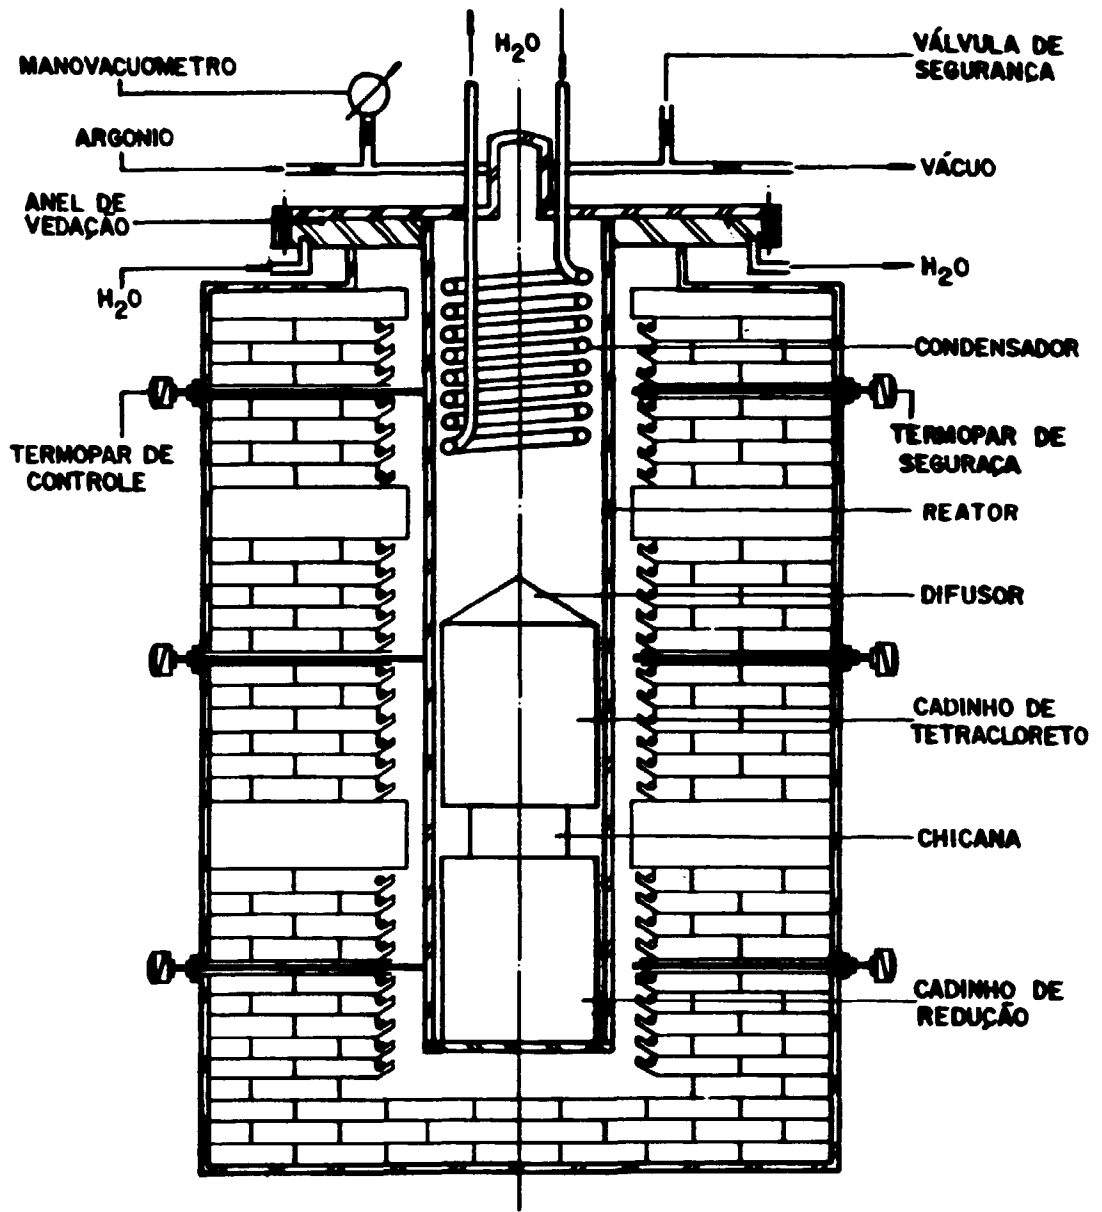 H2O
MANOVACUOMETRO
VÁLVULA DE
SEGURANCA
ARGONIO
VÁCUO
ANEL DE
VEDAÇÃO
H2O
H2O
CONDENSADOR
TERMOPAR DE
CONTROLE
TERMOPAR DE
SEGURAÇA
REATOR
DIFUSOR
CADINHO DE
TETRACLORETO
CHICANA
CADINHO DE
REDUÇÃO